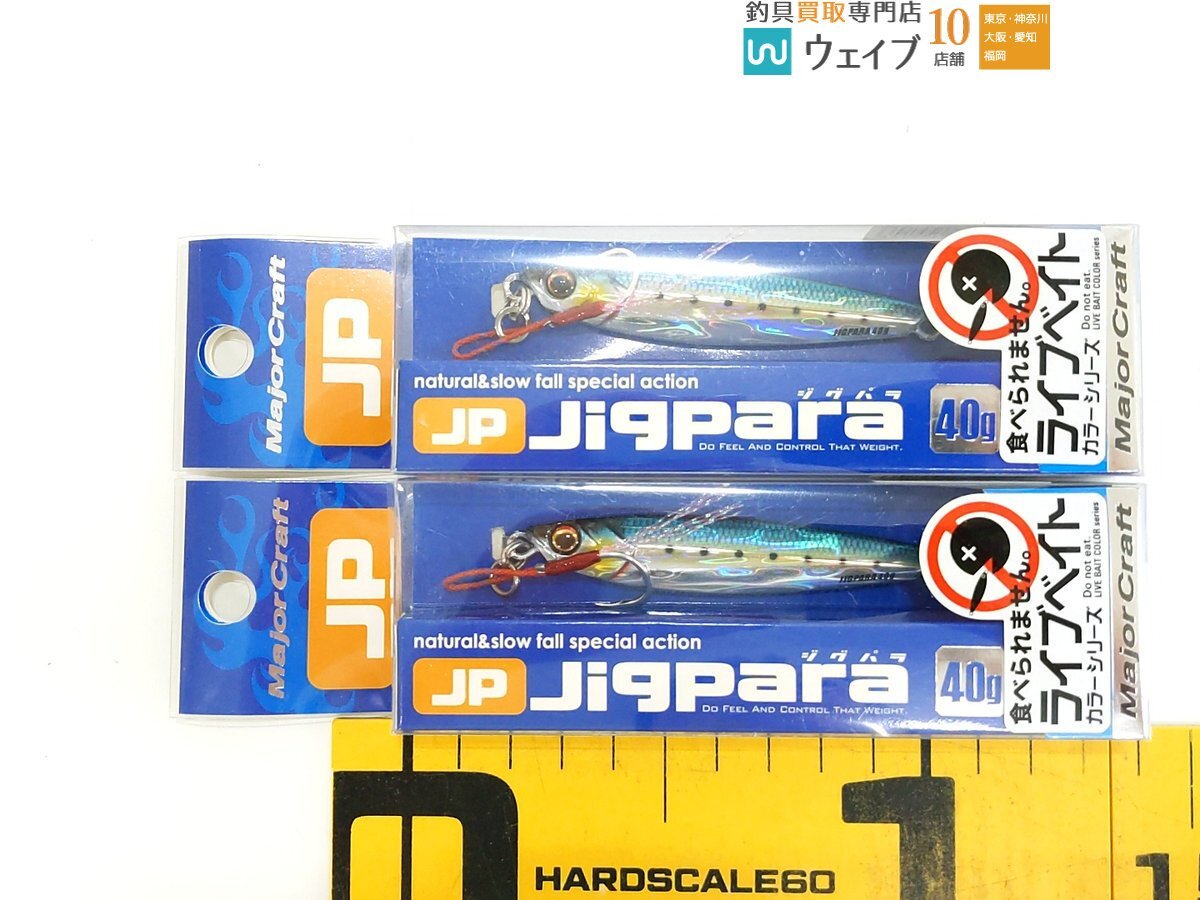 釣具買取専門店
ウェイブ
10
店舗
東京・神奈川
大阪・愛知
福岡
Major Craft
JP
JIGPARA 40g
natural&slow fall special action
ジグパラ
JP Jigpara
DO FEEL AND CONTROL THAT WEIGHT.
40g
食べられません。
ライブベイト
カラーシリーズ
Do not eat.
LIVE BAIT COLOR series
Major Craft
Major Craft
JP
JIGPARA 40g
natural&slow fall special action
ジグパラ
JP Jigpara
DO FEEL AND CONTROL THAT WEIGHT.
40g
食べられません。
ライブベイト
カラーシリーズ
Do not eat.
LIVE BAIT COLOR series
Major Craft
0
1
HARDSCALE60